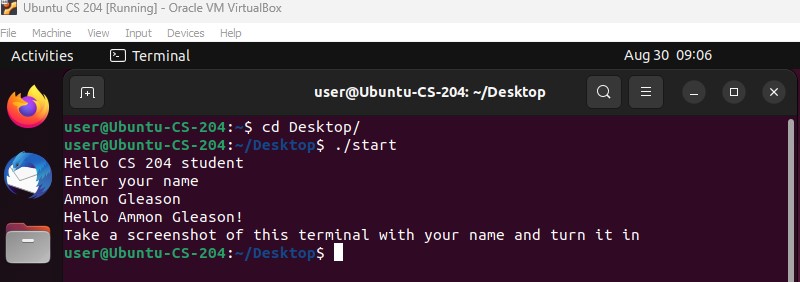 Ubuntu CS 204 [Running] - Oracle VM VirtualBox
File Machine View Input Devices Help
Activities Terminal Aug 30 09:06
user@Ubuntu-CS-204: ~/Desktop
user@Ubuntu-CS-204:~$ cd Desktop/
user@Ubuntu-CS-204:~/Desktop$ ./start
Hello CS 204 student
Enter your name
Ammon Gleason
Hello Ammon Gleason!
Take a screenshot of this terminal with your name and turn it in
user@Ubuntu-CS-204:~/Desktop$